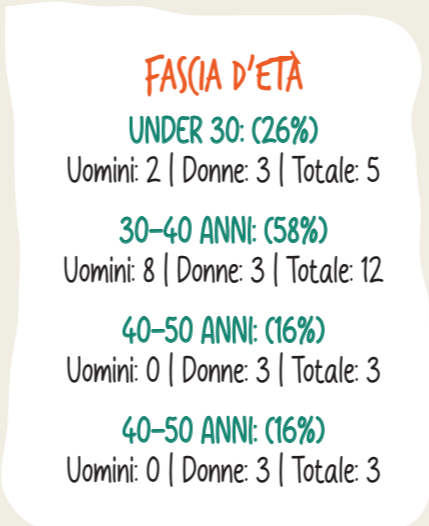 FASCIA D'ETÀ
UNDER 30: (26%)
Uomini: 2 | Donne: 3 | Totale: 5
30–40 ANNI: (58%)
Uomini: 8 | Donne: 3 | Totale: 12
40–50 ANNI: (16%)
Uomini: 0 | Donne: 3 | Totale: 3
40–50 ANNI: (16%)
Uomini: 0 | Donne: 3 | Totale: 3